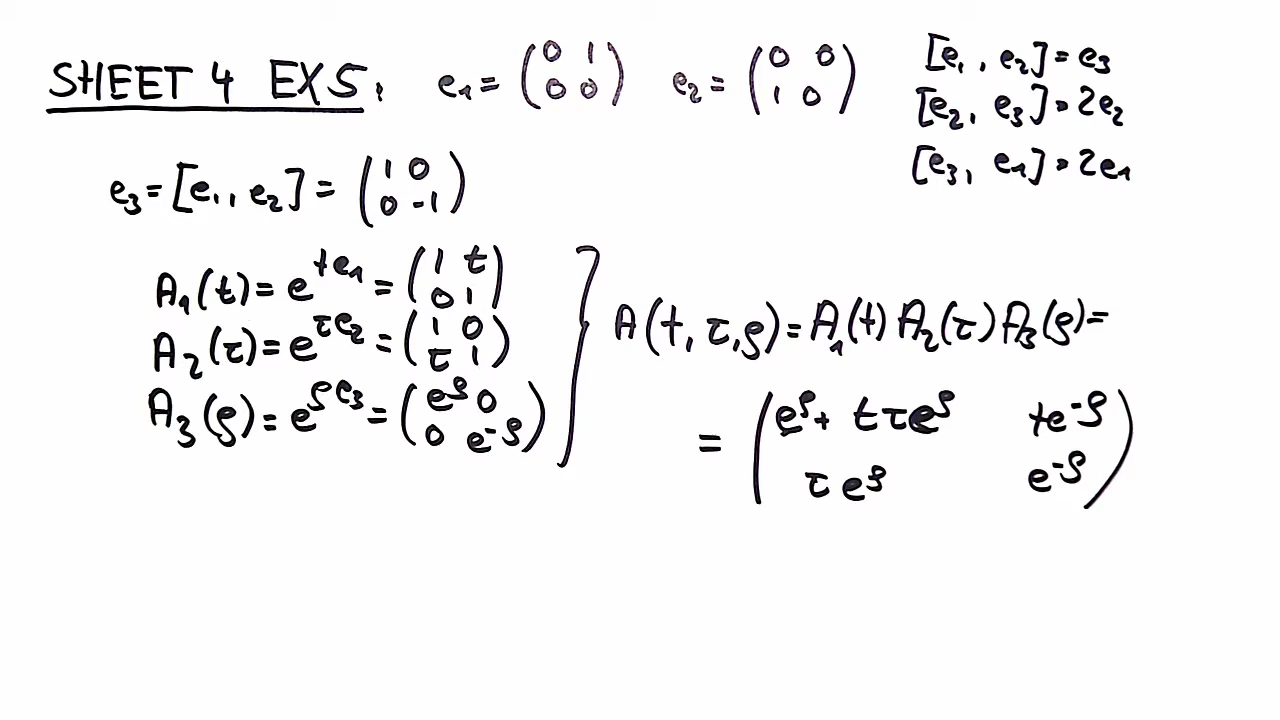 SHEET 4 EX5: e₁= (0 1 / 0 0) e₂= (0 0 / 1 0)
[e₁, e₂]=e₃
[e₂, e₃]=2e₂
[e₃, e₁]=2e₁
e₃=[e₁, e₂]= (1 0 / 0 -1)
A₁(t)= e^{te₁} = (1 t / 0 1)
A₂(τ)= e^{τe₂} = (1 0 / τ 1)
A₃(ρ)= e^{ρe₃} = (e^ρ 0 / 0 e^{-ρ})
A(t,τ,ρ)= A₁(t) A₂(τ) A₃(ρ)=
= (e^ρ + tτe^ρ te^{-ρ} / τe^ρ e^{-ρ})